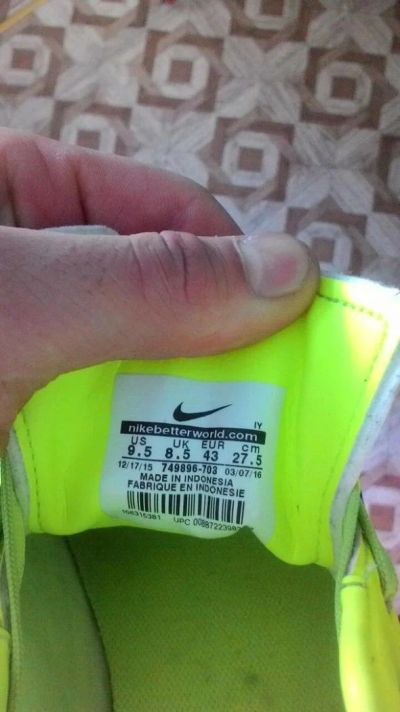 IY
nikebetterworld.com
US UK EUR cm
9.5 8.5 43 27.5
12/17/15 749896-703 03/07/16
MADE IN INDONESIA
FABRIQUE EN INDONESIE
UPC